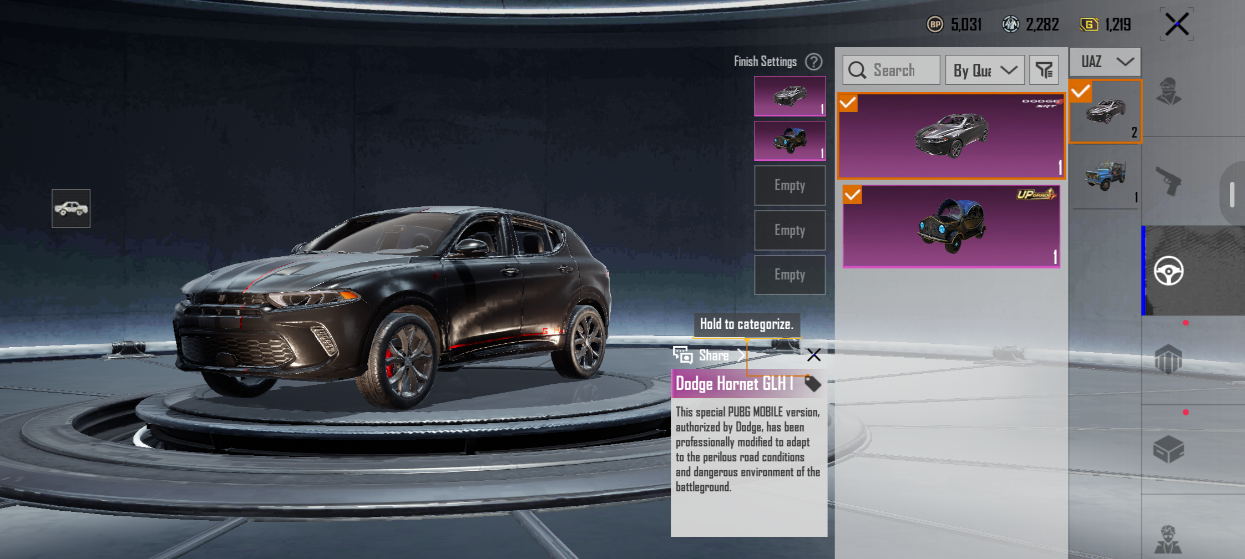 BP 5,031 2,282 G 1,219
Finish Settings ?
Search
By Qua
UAZ
1
DODGE
SRT
1
2
1
UPGRADE
1
1
Empty
Empty
Empty
Hold to categorize.
Share
Dodge Hornet GLH
This special PUBG MOBILE version,
authorized by Dodge, has been
professionally modified to adapt
to the perilous road conditions
and dangerous environment of the
battleground.